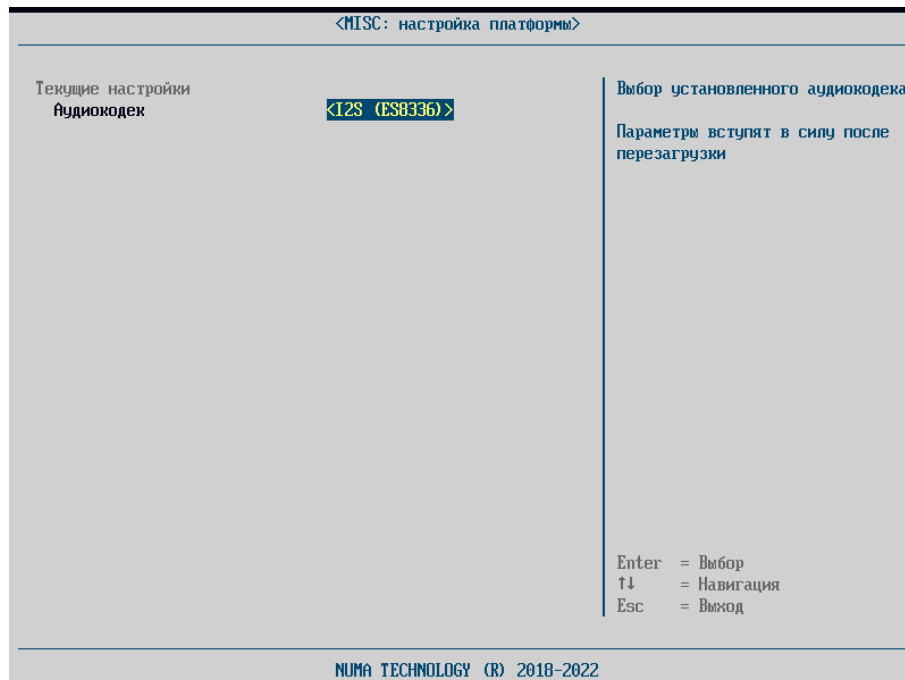 <MISC: настройка платформы>
Текущие настройки
Аудиокодек <I2S (ES8336)>
Выбор установленного аудиокодека
Параметры вступят в силу после
перезагрузки
Enter = Выбор
↑↓ = Навигация
Esc = Выход
NUMA TECHNOLOGY (R) 2018-2022